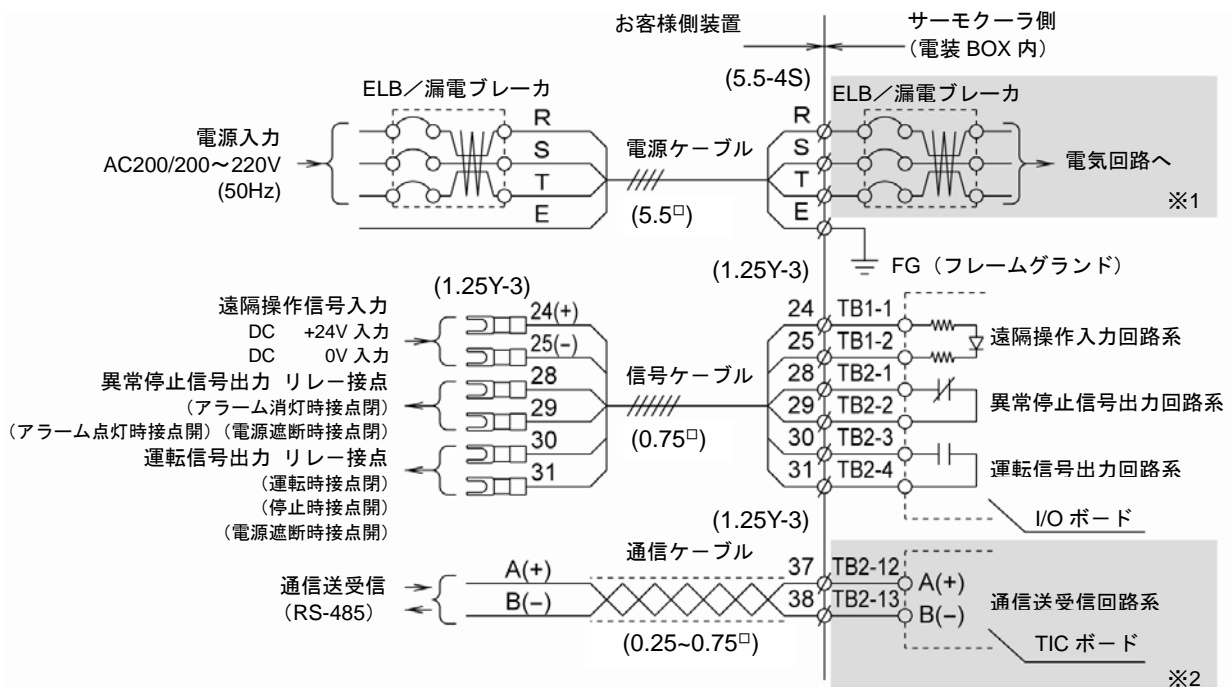 お客様側装置
サーモクーラ側
（電装 BOX 内）
(5.5-4S)
ELB／漏電ブレーカ
ELB／漏電ブレーカ
電源入力
AC200/200～220V
(50Hz)
R
S
T
E
電源ケーブル
(5.5□)
R
S
T
E
電気回路へ
※1
FG（フレームグランド）
(1.25Y-3)
(1.25Y-3)
遠隔操作信号入力
DC +24V 入力
DC 0V 入力
異常停止信号出力 リレー接点
（アラーム消灯時接点閉）
（アラーム点灯時接点開）（電源遮断時接点閉）
運転信号出力 リレー接点
（運転時接点閉）
（停止時接点開）
（電源遮断時接点開）
24(+)
25(−)
28
29
30
31
信号ケーブル
(0.75□)
24 TB1-1
25 TB1-2
28 TB2-1
29 TB2-2
30 TB2-3
31 TB2-4
遠隔操作入力回路系
異常停止信号出力回路系
運転信号出力回路系
I/O ボード
(1.25Y-3)
通信送受信
(RS-485)
A(+)
B(−)
通信ケーブル
(0.25~0.75□)
37 TB2-12
38 TB2-13
A(+)
B(−)
通信送受信回路系
TIC ボード
※2